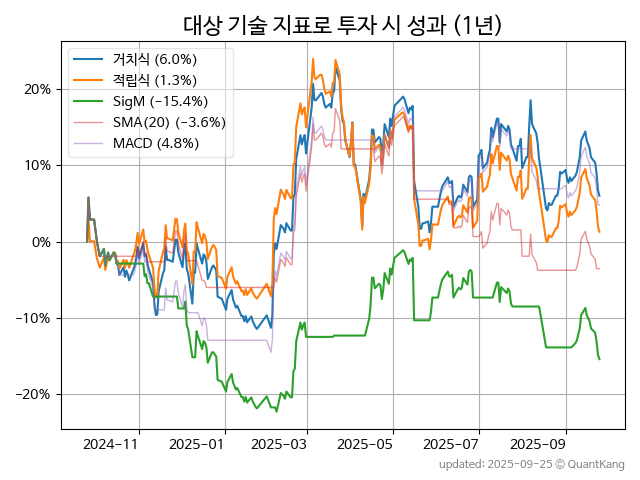 대상 기술 지표로 투자 시 성과 (1년)
거치식 (6.0%)
적립식 (1.3%)
SigM (−15.4%)
SMA(20) (−3.6%)
MACD (4.8%)
20%
10%
0%
−10%
−20%
2024-11 2025-01 2025-03 2025-05 2025-07 2025-09
updated: 2025-09-25 © QuantKang